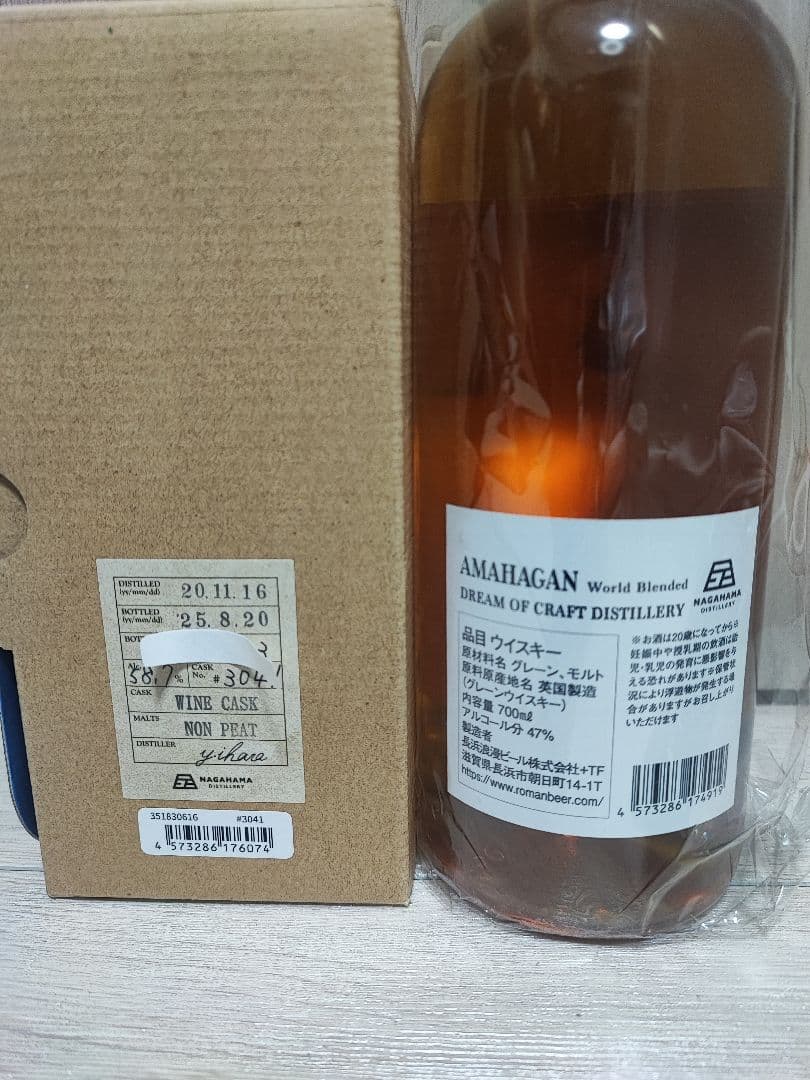 DISTILLED
(yy/mm/dd)
20.11.16
BOTTLED
(yy/mm/dd)
'25.8.20
58.7%
CASK
No.
#3041
CASK
WINE CASK
MALTS
NON PEAT
DISTILLER
yihara
NAGAHAMA
DISTILLERY
351830616 #3041
4 573286 176074
AMAHAGAN World Blended
DREAM OF CRAFT DISTILLERY
NAGAHAMA
DISTILLERY
品目 ウイスキー
原材料名 グレーン、モルト
原料原産地名 英国製造
(グレーンウイスキー)
内容量 700mℓ
アルコール分 47%
製造者
長浜浪漫ビール株式会社+TF
滋賀県長浜市朝日町14-1T
https://www.romanbeer.com/
※お酒は20歳になってから※
妊娠中や授乳期の飲酒は胎
児・乳児の発育に悪影響を与
える恐れがあります※保管状
況により浮遊物が発生する場
合がありますがお召し上がり
いただけます
4 573286 174919